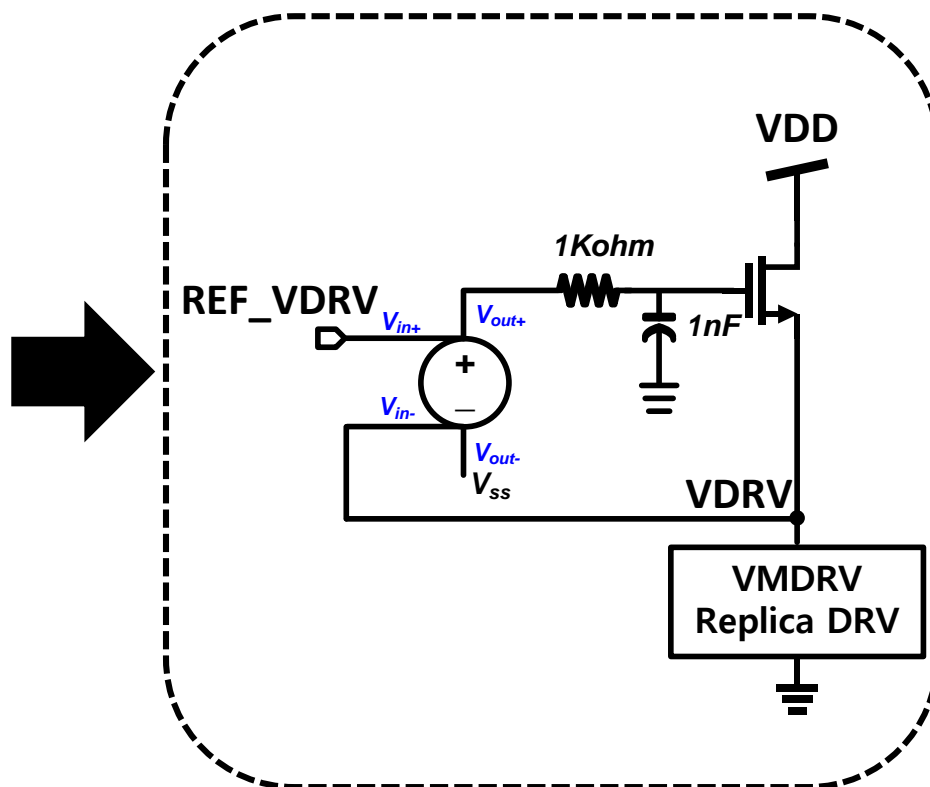 VDD
1Kohm
REF_VDRV
Vin+
Vout+
1nF
+
Vin-
−
Vout-
Vss
VDRV
VMDRV
Replica DRV